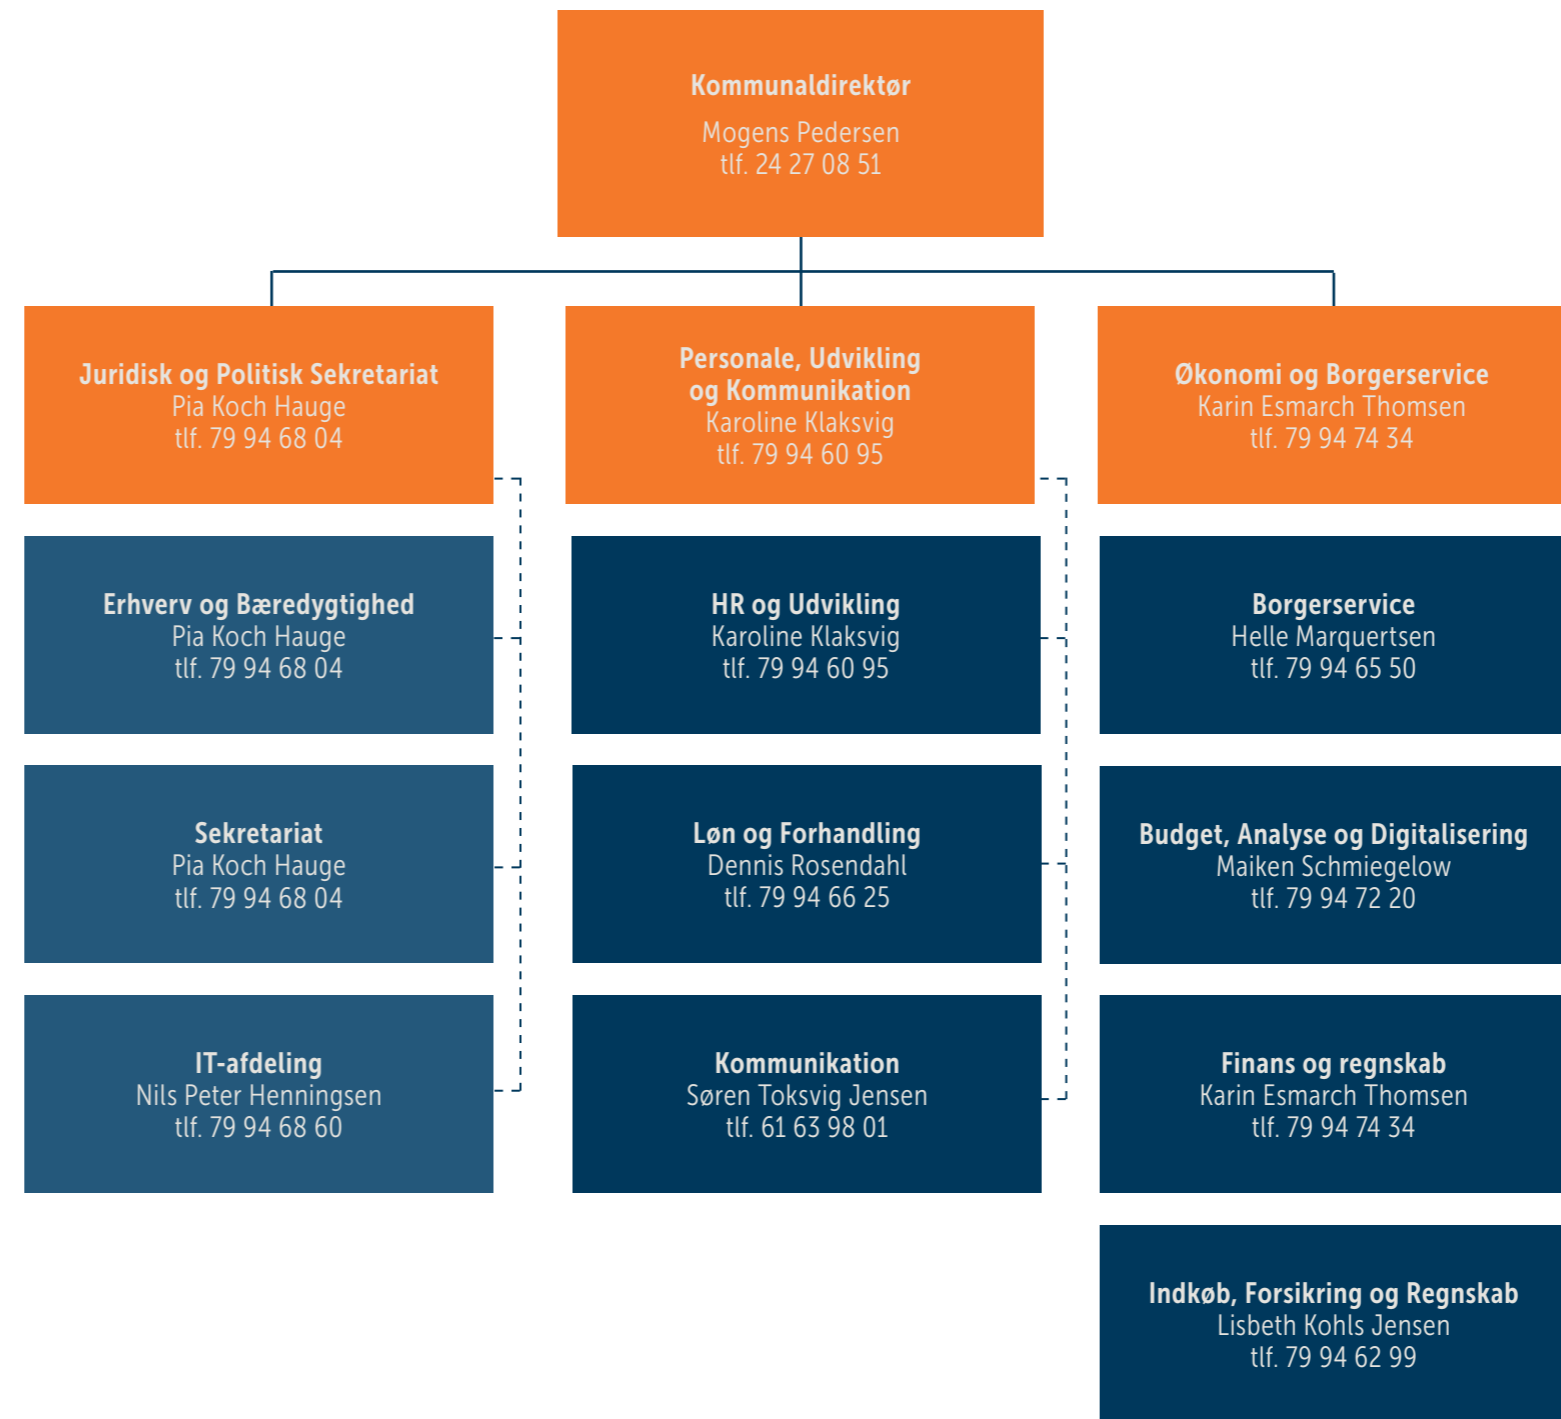 Kommunaldirektør
Mogens Pedersen
tlf. 24 27 08 51
Juridisk og Politisk Sekretariat
Pia Koch Hauge
tlf. 79 94 68 04
Personale, Udvikling
og Kommunikation
Karoline Klaksvig
tlf. 79 94 60 95
Økonomi og Borgerservice
Karin Esmarch Thomsen
tlf. 79 94 74 34
Erhverv og Bæredygtighed
Pia Koch Hauge
tlf. 79 94 68 04
HR og Udvikling
Karoline Klaksvig
tlf. 79 94 60 95
Borgerservice
Helle Marquertsen
tlf. 79 94 65 50
Sekretariat
Pia Koch Hauge
tlf. 79 94 68 04
Løn og Forhandling
Dennis Rosendahl
tlf. 79 94 66 25
Budget, Analyse og Digitalisering
Maiken Schmiegelow
tlf. 79 94 72 20
IT-afdeling
Nils Peter Henningsen
tlf. 79 94 68 60
Kommunikation
Søren Toksvig Jensen
tlf. 61 63 98 01
Finans og regnskab
Karin Esmarch Thomsen
tlf. 79 94 74 34
Indkøb, Forsikring og Regnskab
Lisbeth Kohls Jensen
tlf. 79 94 62 99